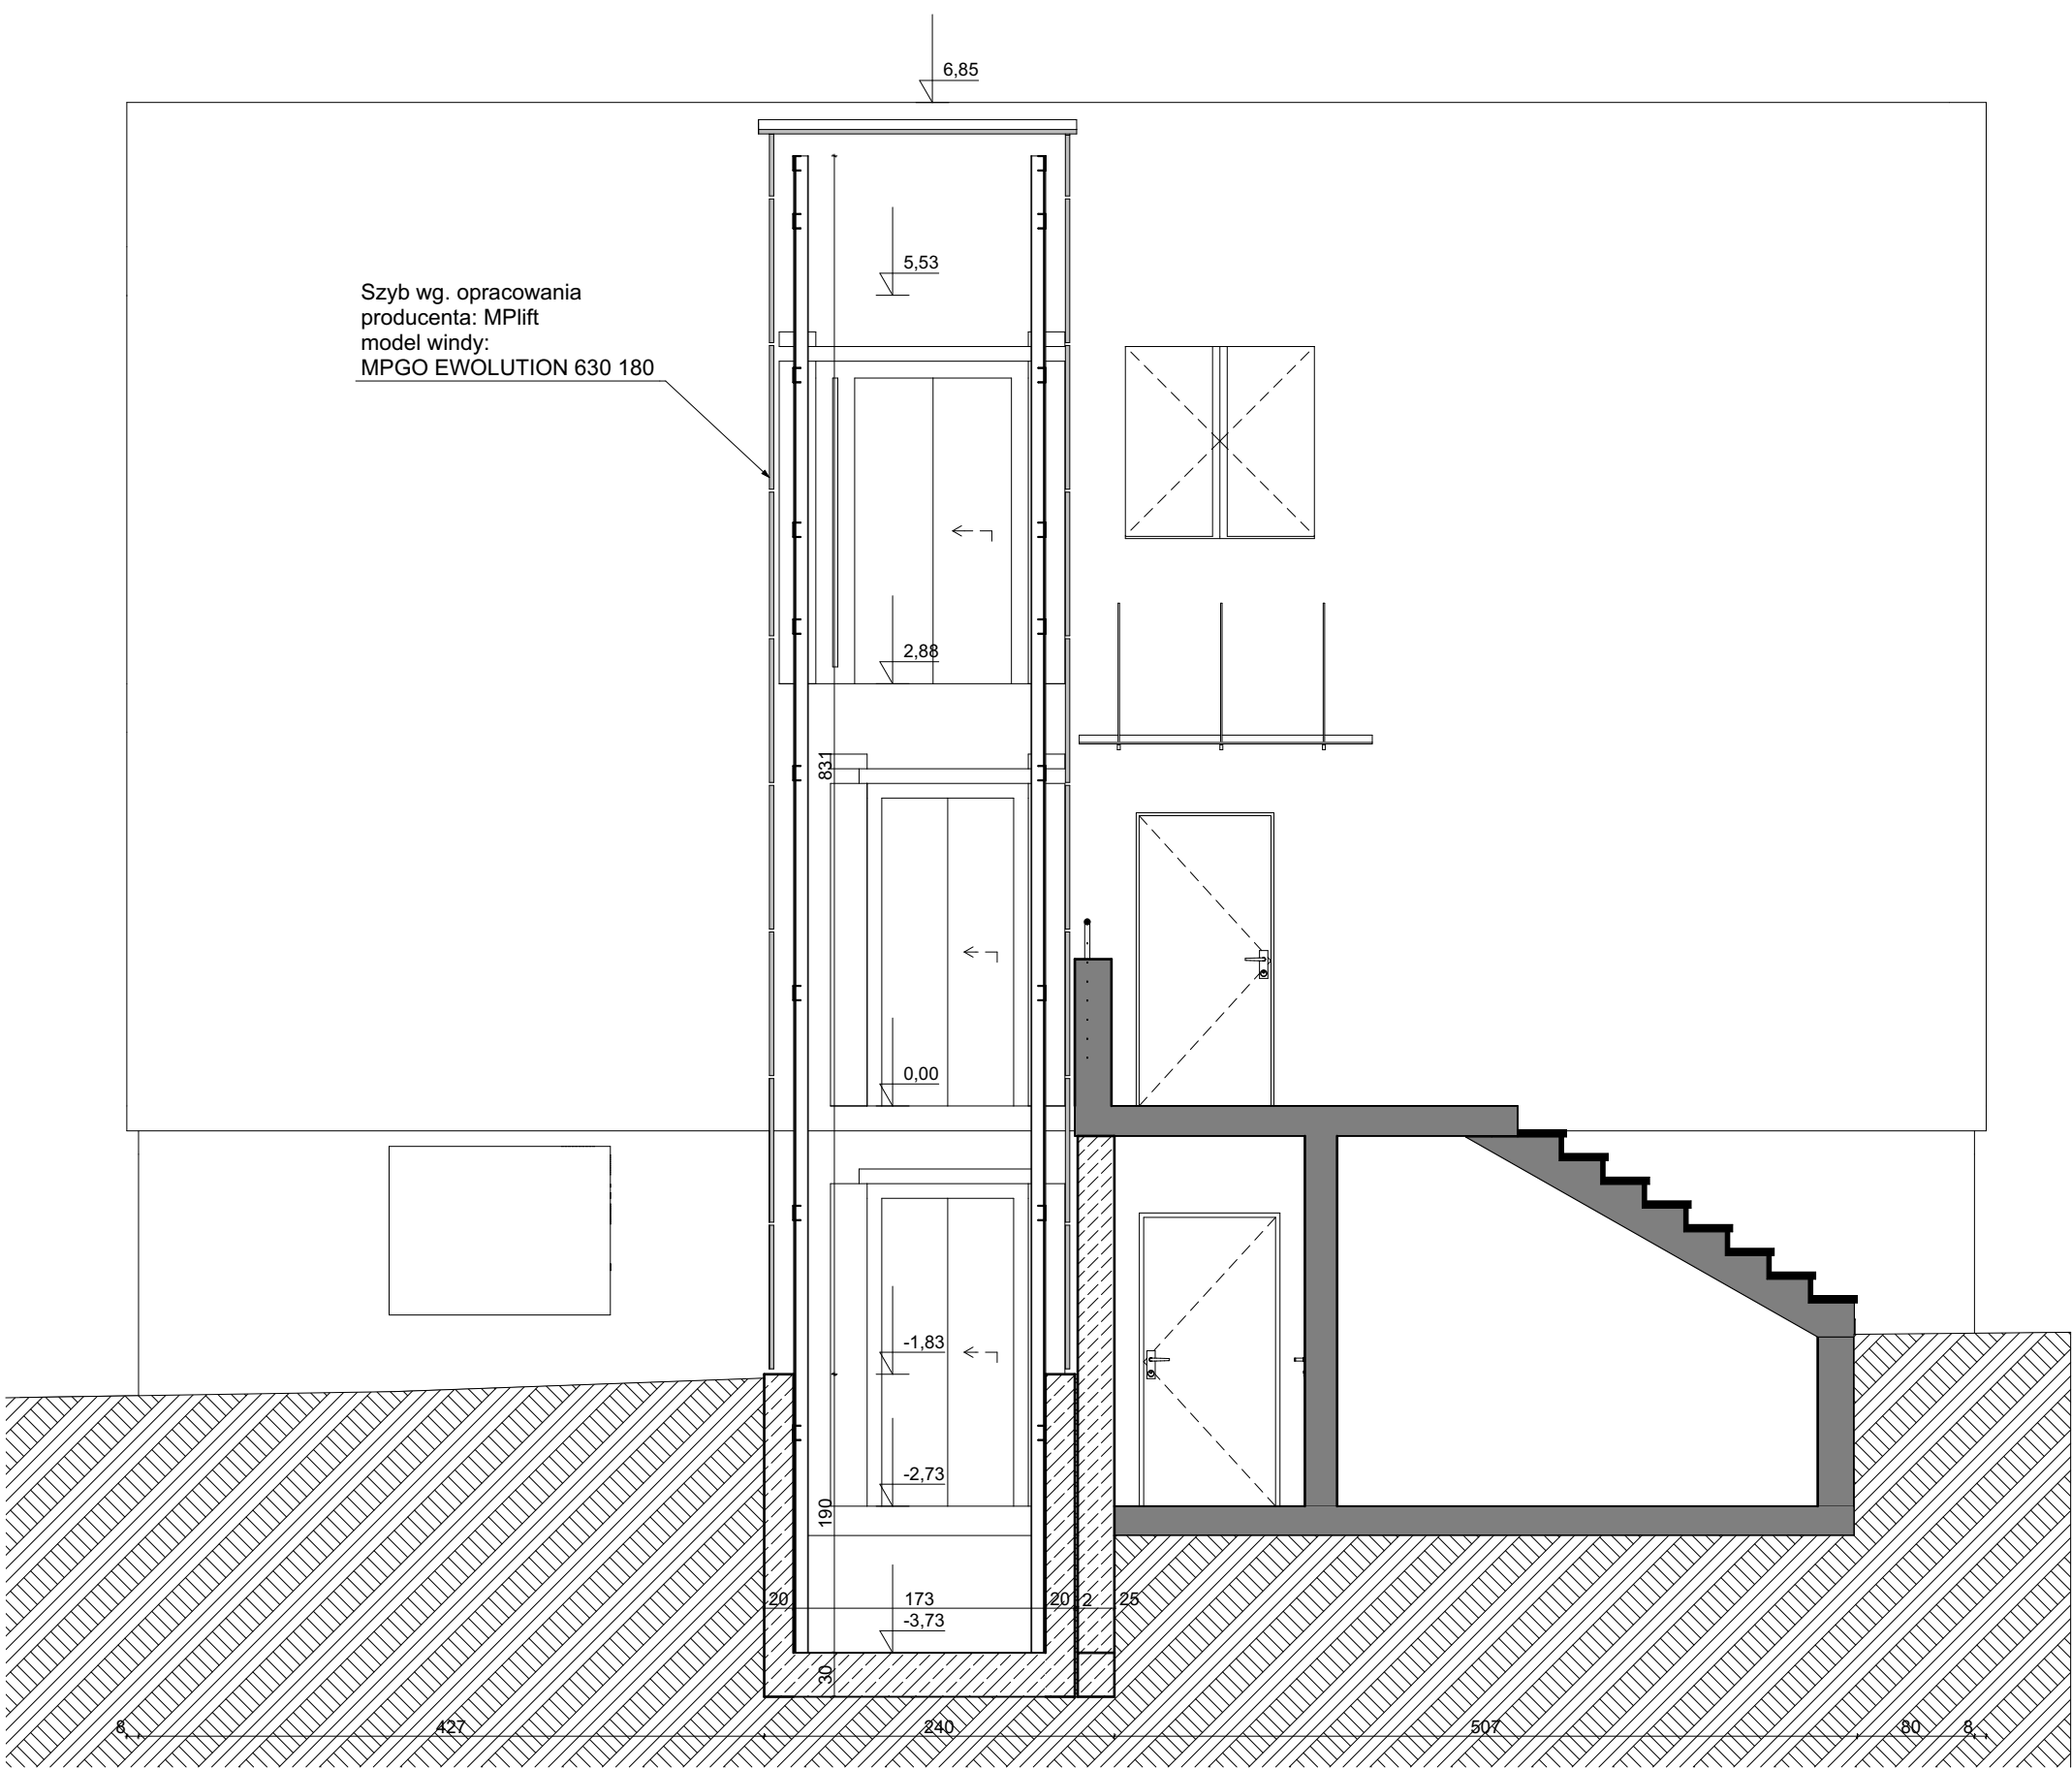 6,85
5,53
Szyb wg. opracowania
producenta: MPlift
model windy:
MPGO EWOLUTION 630 180
2,88
831
0,00
-1,83
-2,73
190
20 173 20 2 25
-3,73
30
8 427 240 507 80 8